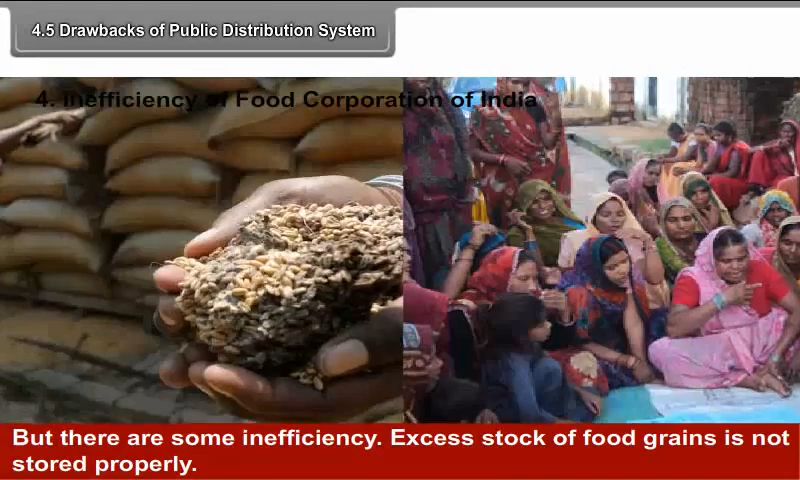 4.5 Drawbacks of Public Distribution System
4. Inefficiency of Food Corporation of India
But there are some inefficiency. Excess stock of food grains is not
stored properly.